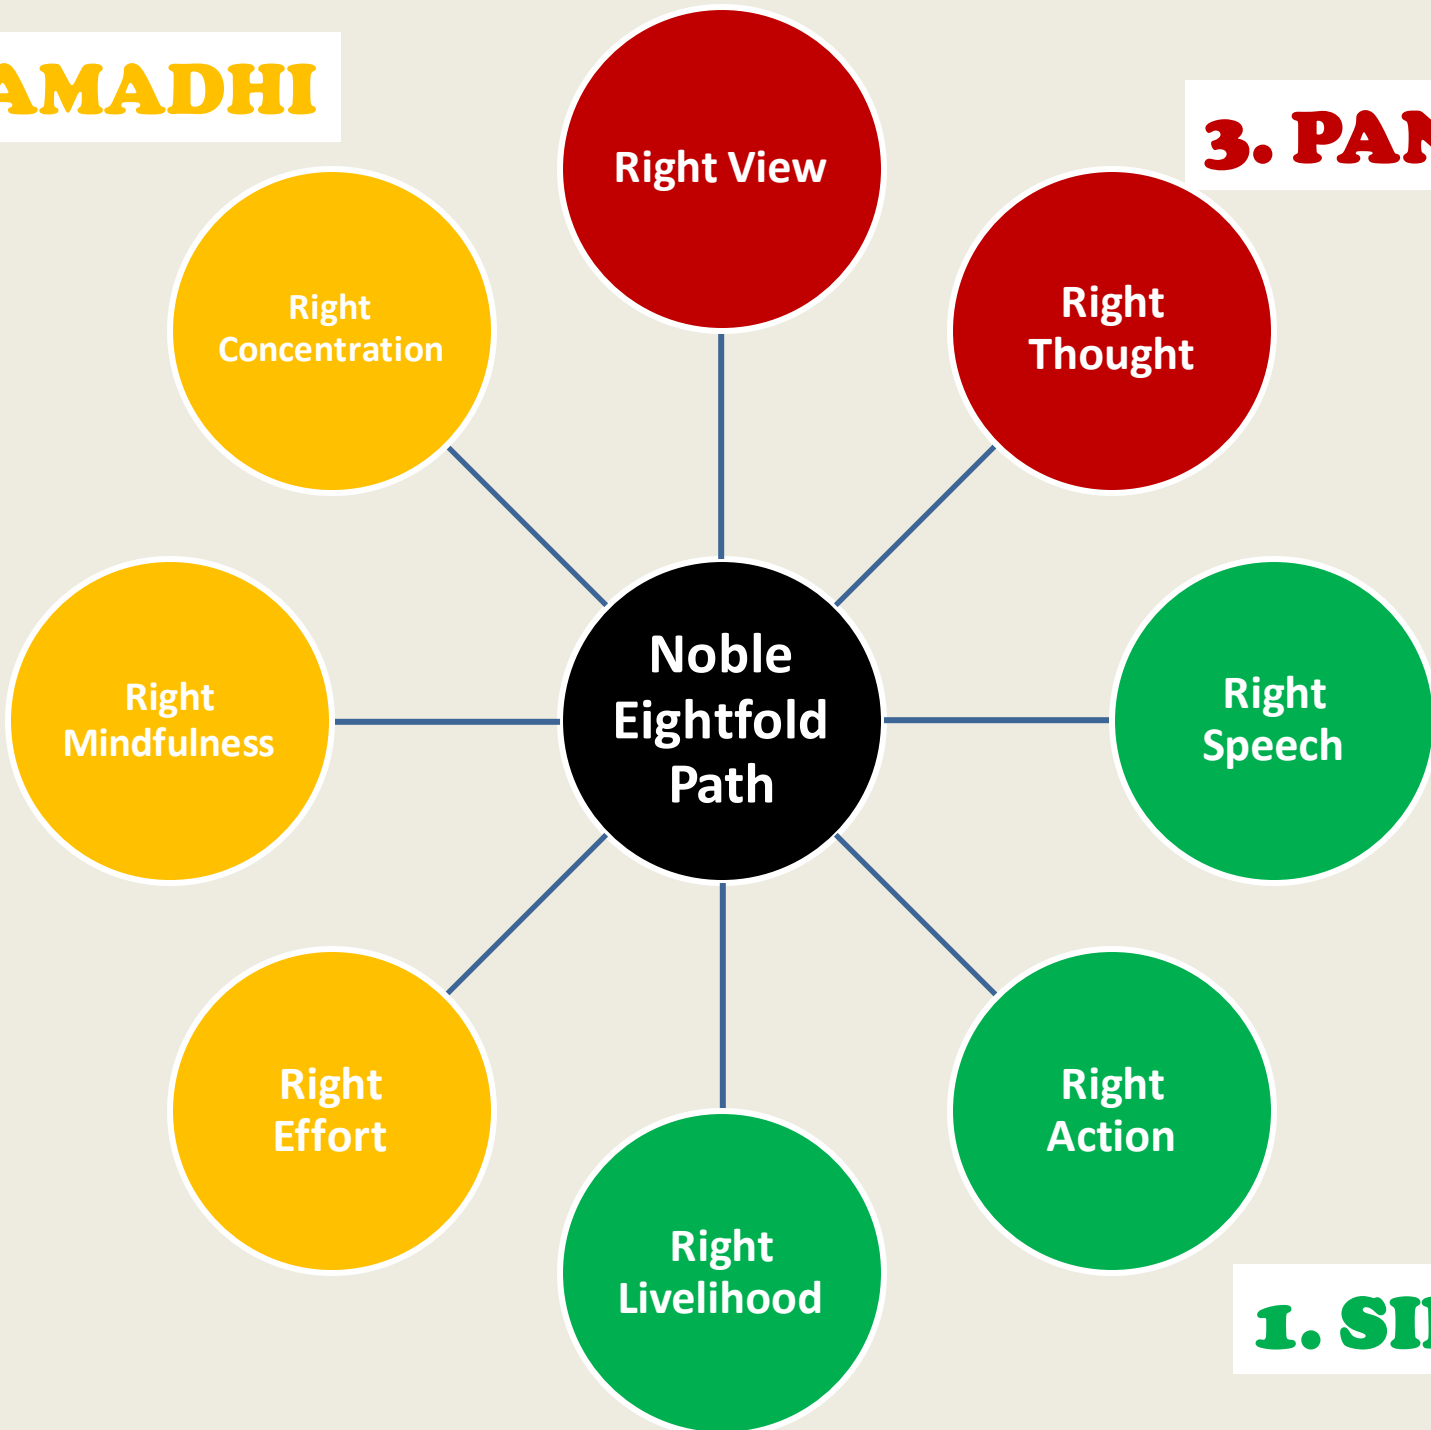 AMADHI
Right View
3. PAN
Right
Thought
Right
Concentration
Noble
Eightfold
Path
Right
Speech
Right
Mindfulness
Right
Action
Right
Effort
Right
Livelihood
1. SI